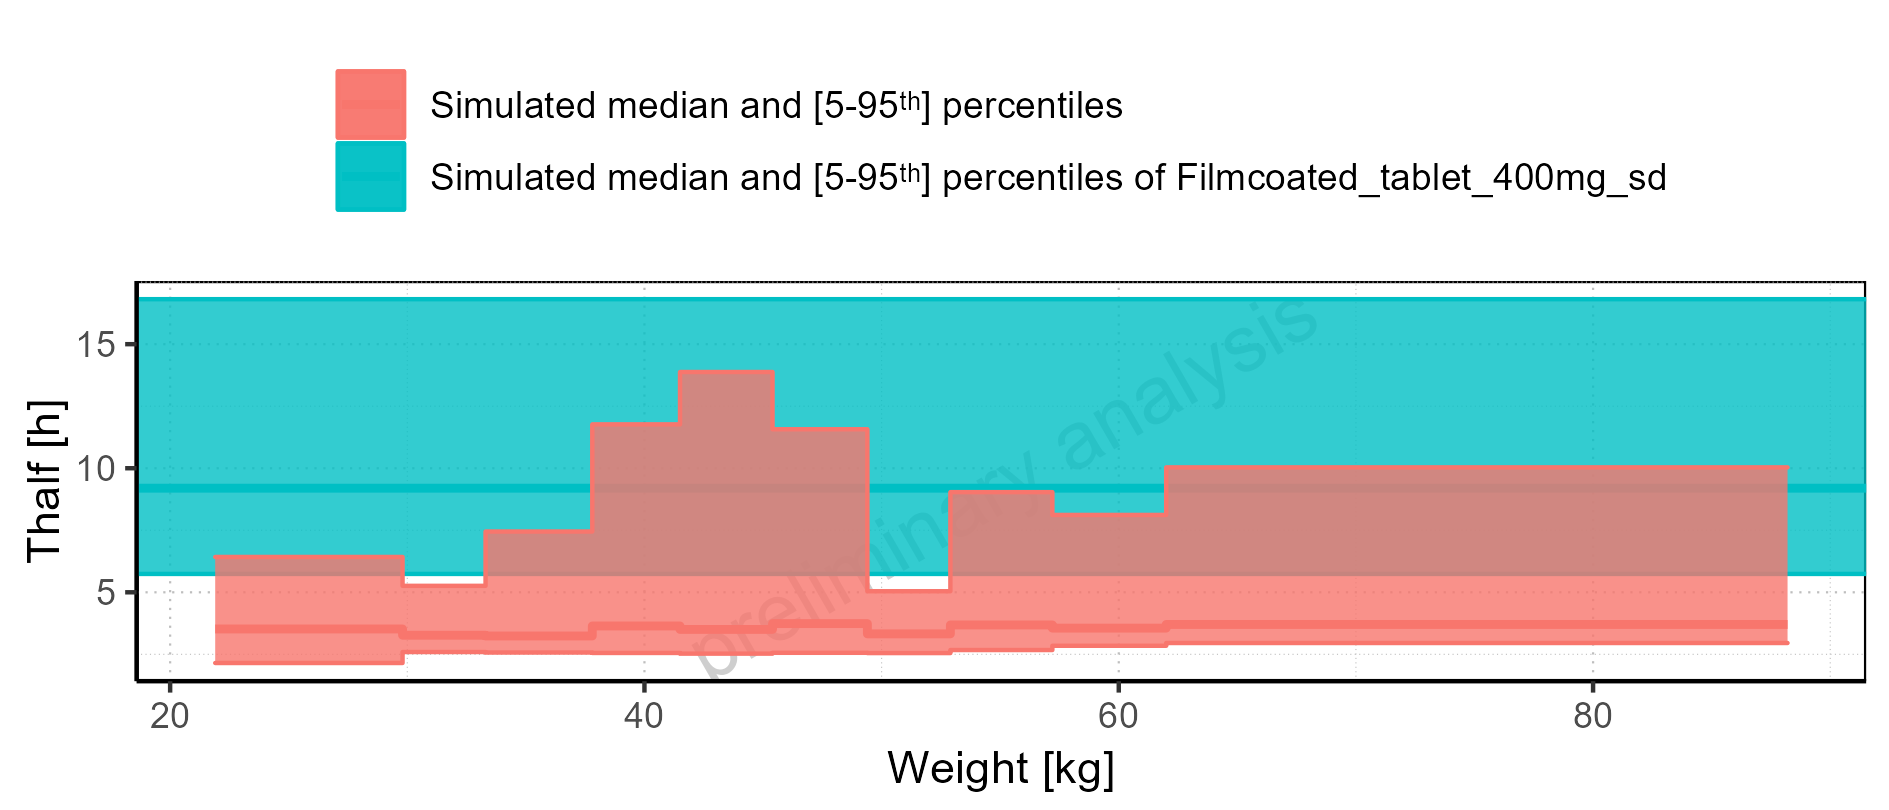 Simulated median and [5-95ᵗʰ] percentiles
Simulated median and [5-95ᵗʰ] percentiles of Filmcoated_tablet_400mg_sd
15
10
5
Thalf [h]
preliminary analysis
20 40 60 80
Weight [kg]